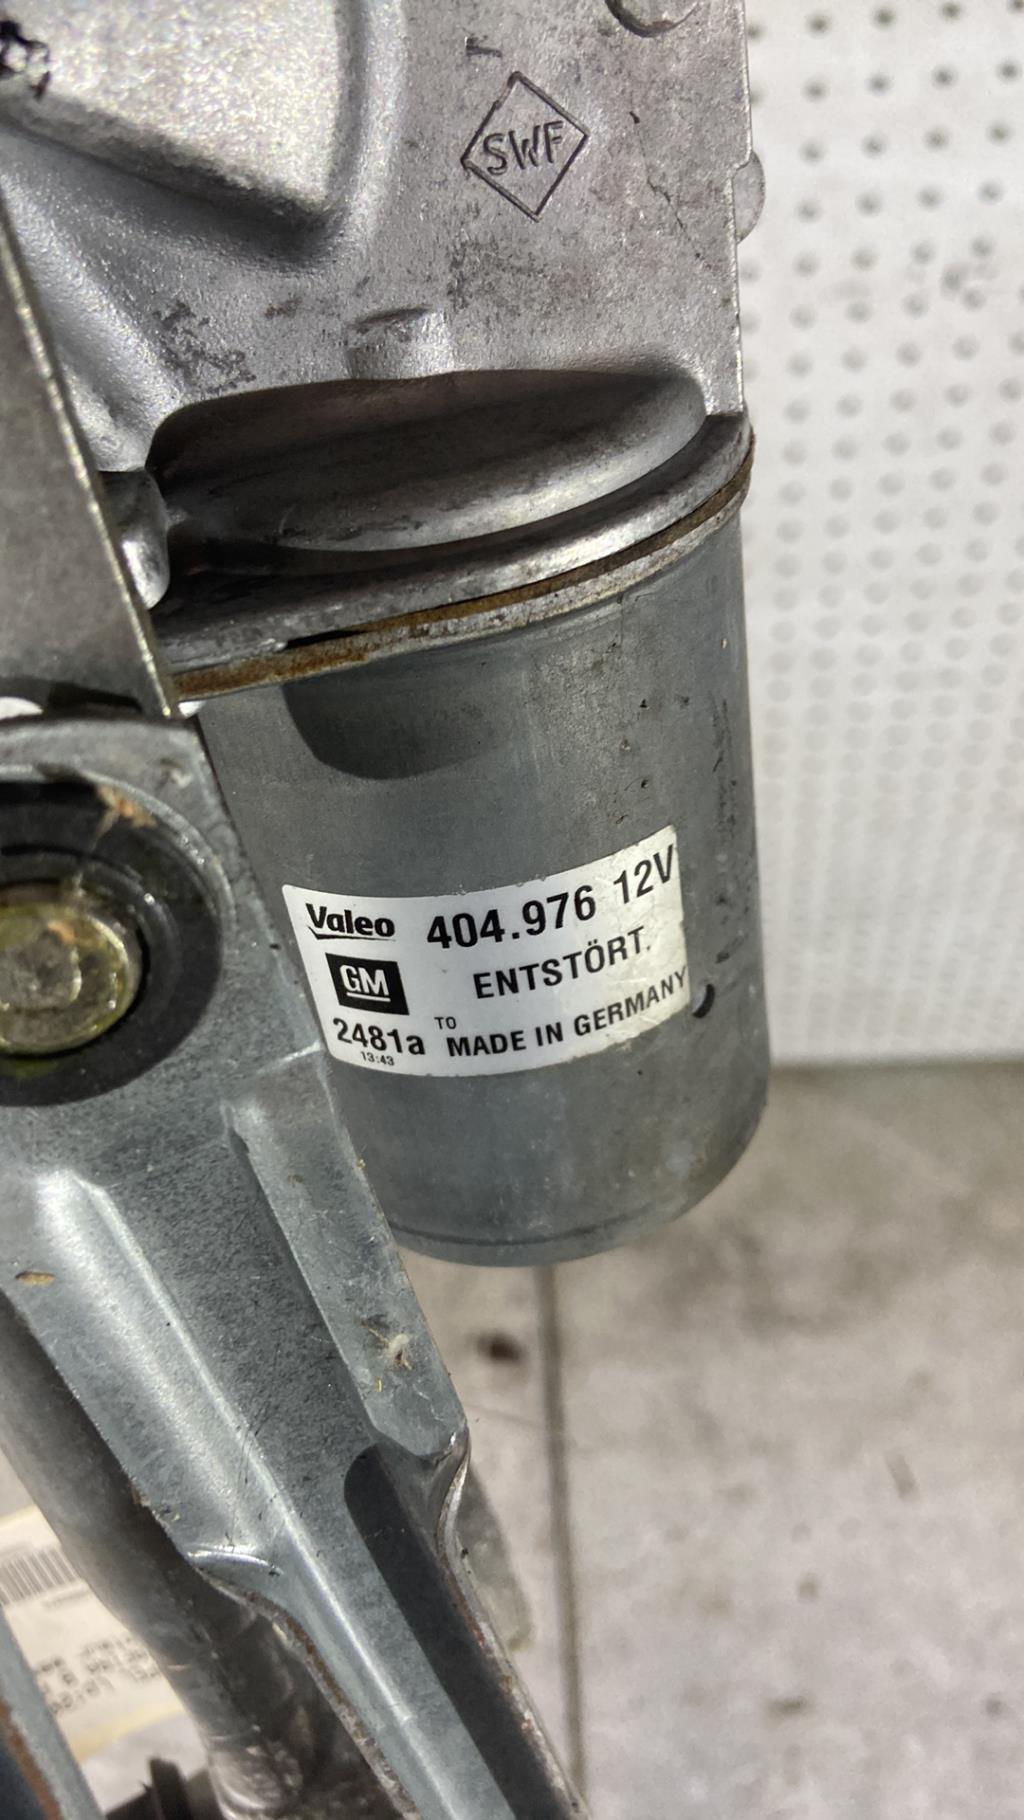 SWF
Valeo 404.976 12V
GM ENTSTÖRT.
2481a TO MADE IN GERMANY
13:43